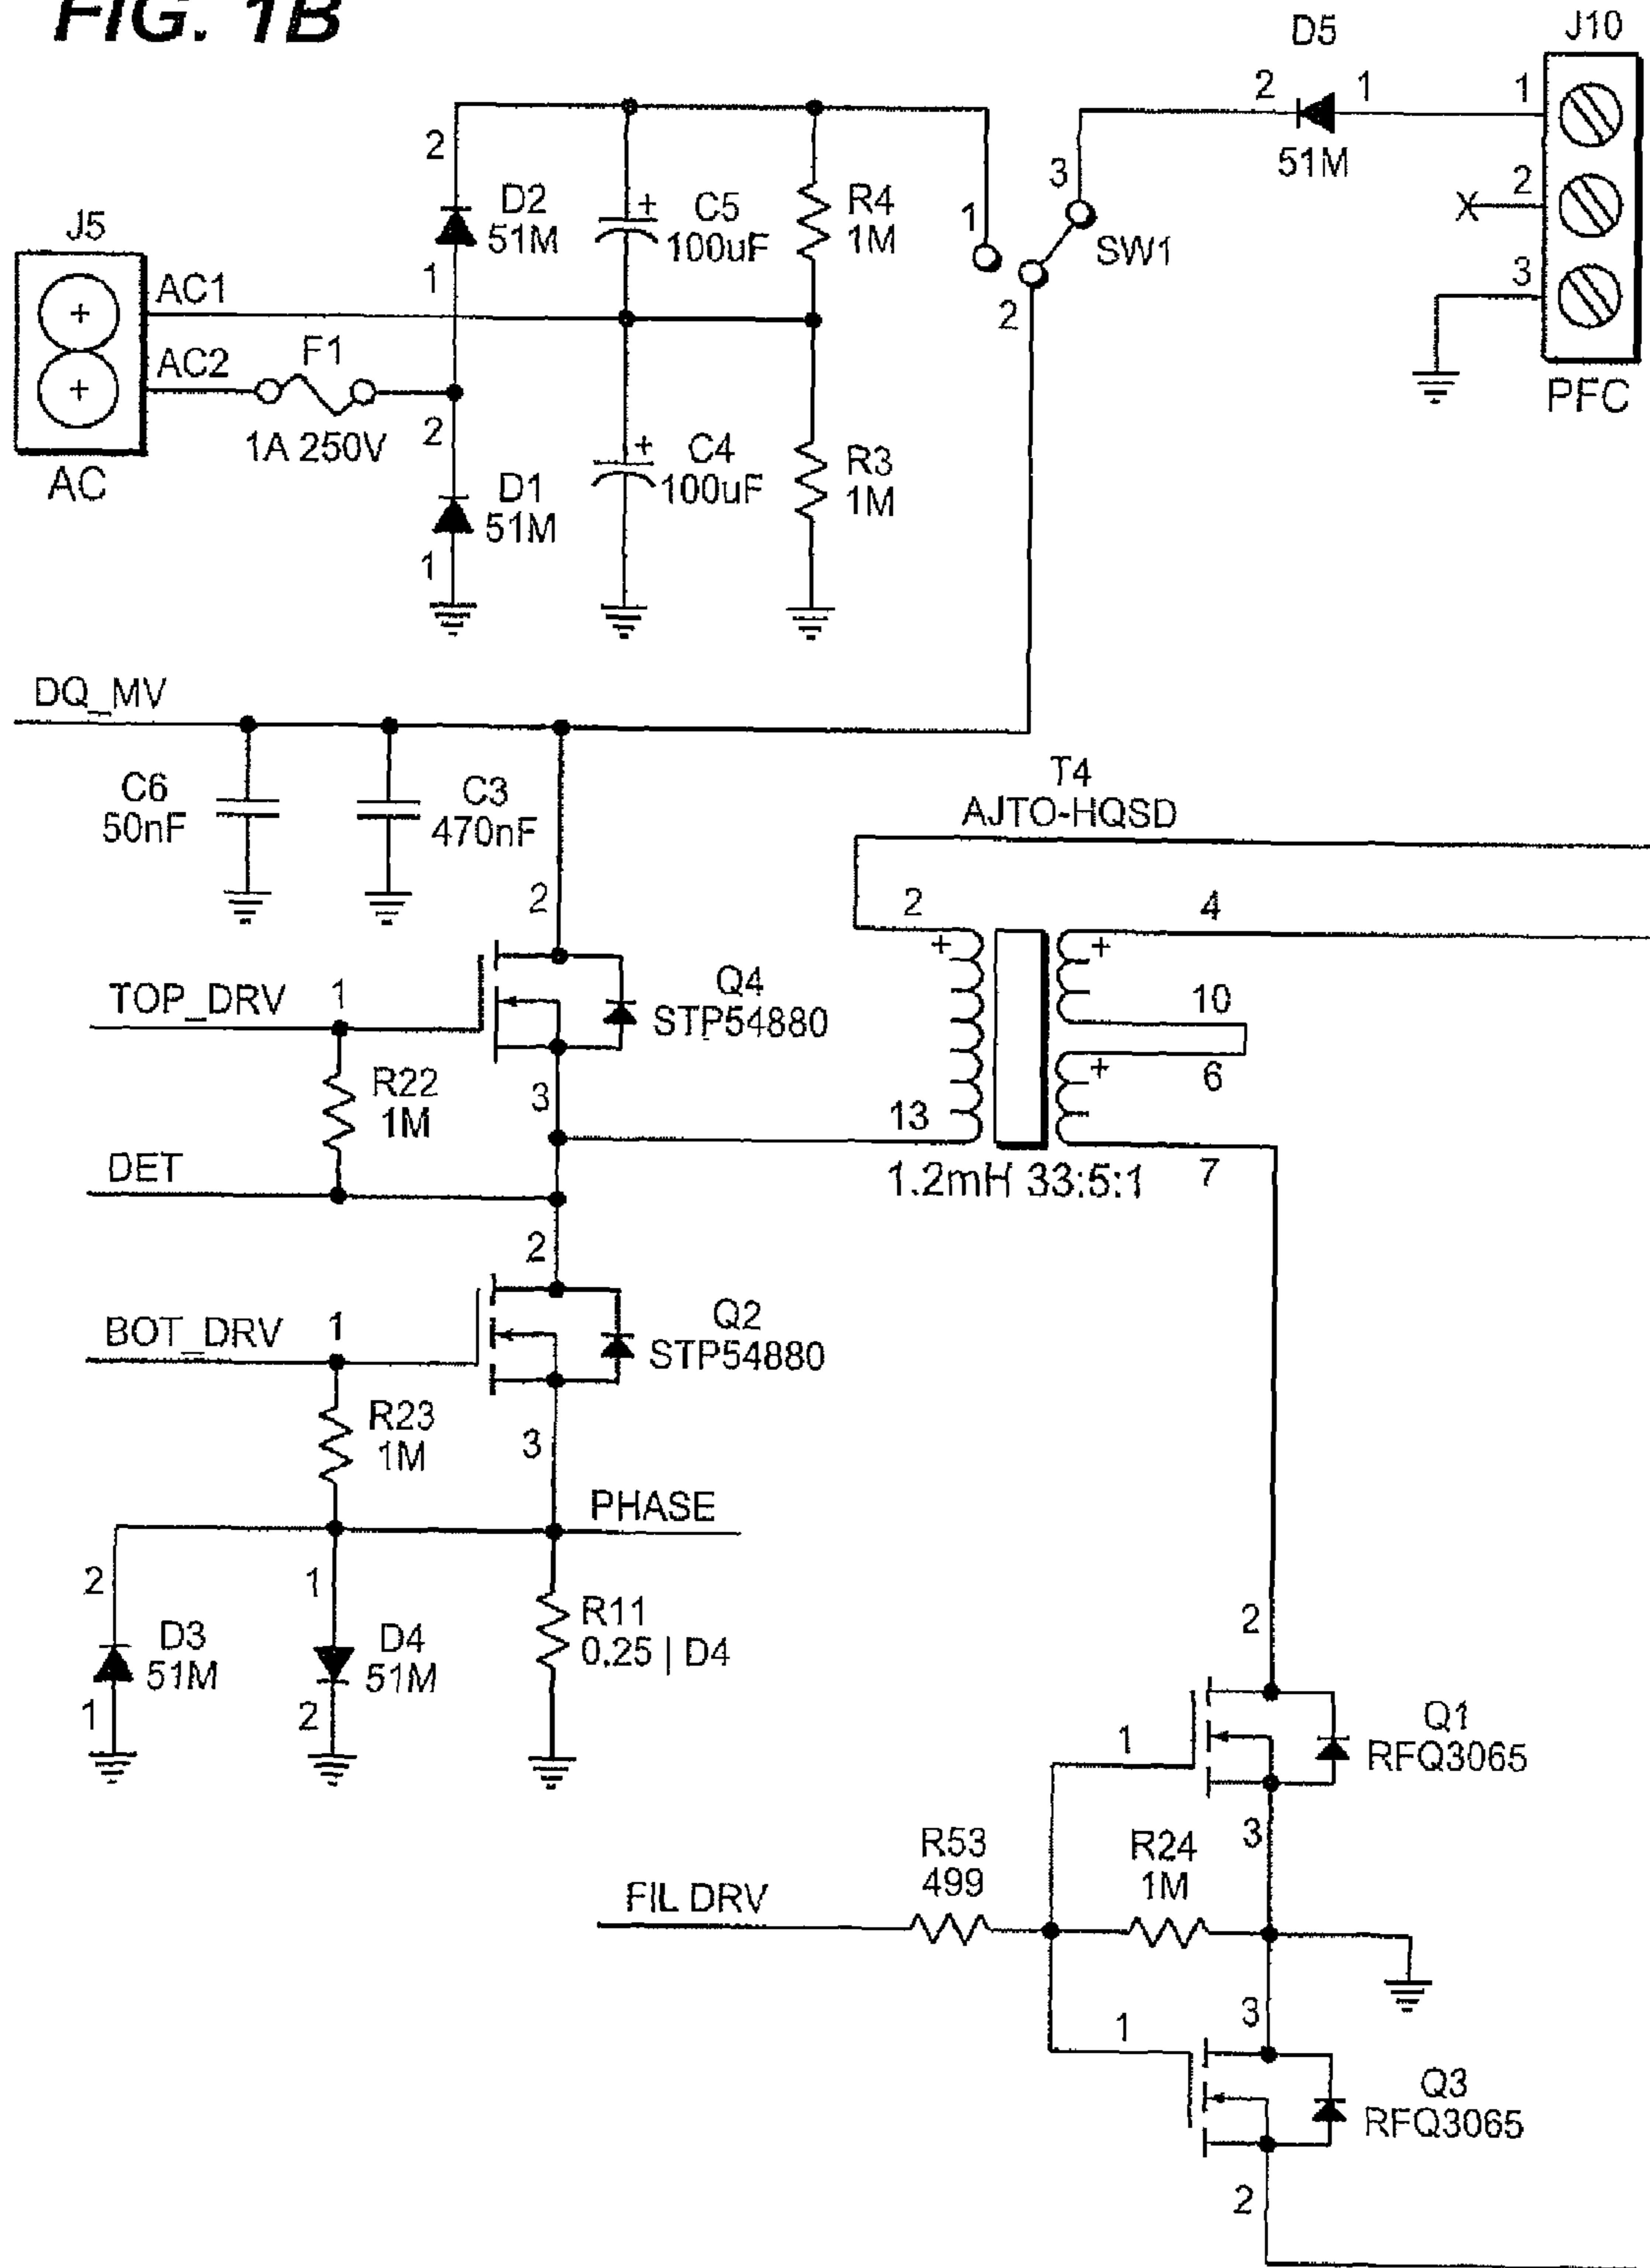 FIG. 1B
D5
J10
2
1
1
51M
2
3
PFC
2
D2
51M
1
C5
100uF
+
R4
1M
1
3
SW1
2
J5
AC1
AC2
AC
F1
1A 250V
2
D1
51M
1
C4
100uF
+
R3
1M
DQ_MV
C6
50nF
C3
470nF
2
T4
AJTO-HQSD
2
4
+
+
10
+
6
13
7
1.2mH 33:5:1
TOP_DRV
1
Q4
STP54880
R22
1M
3
DET
2
BOT_DRV
1
Q2
STP54880
R23
1M
3
PHASE
2
D3
51M
1
1
D4
51M
2
R11
0.25 | D4
2
1
Q1
RFQ3065
3
R53
499
R24
1M
FIL DRV
3
1
Q3
RFQ3065
2